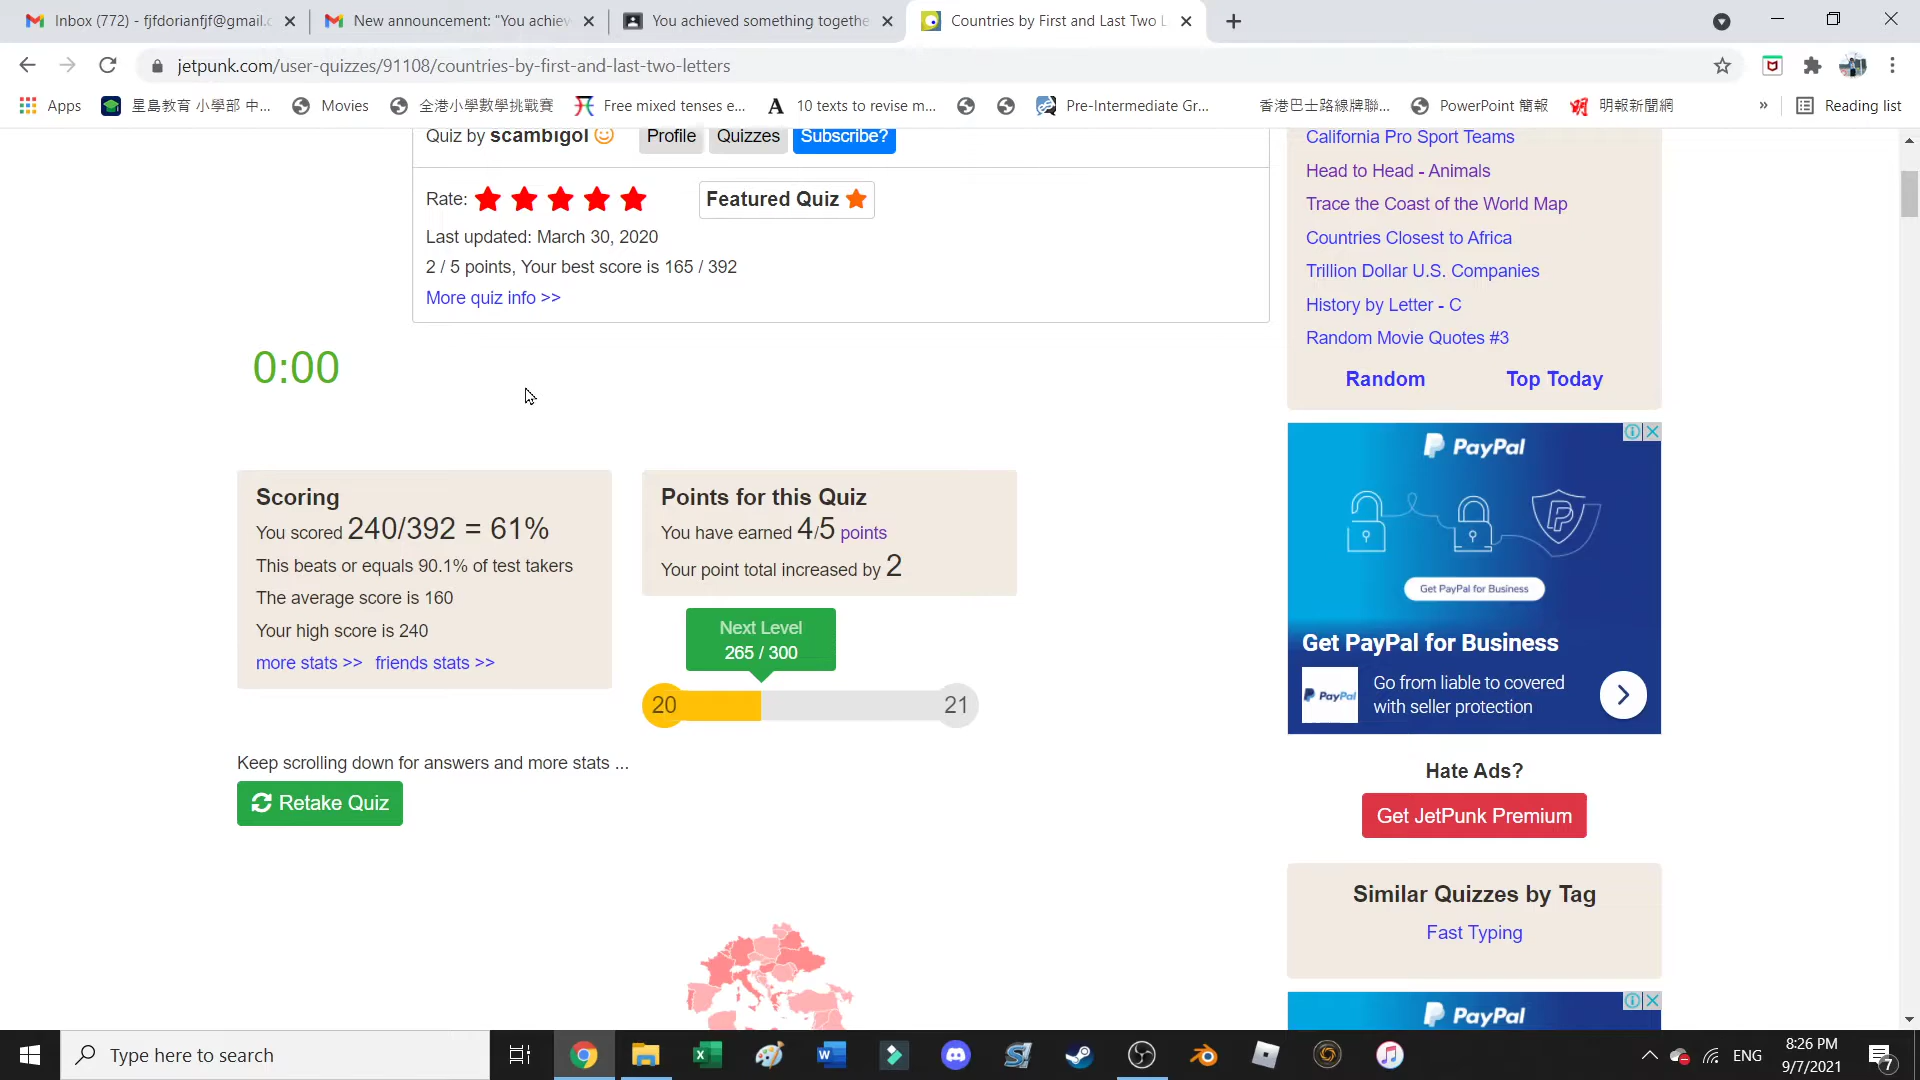 Inbox (772) - fjfdorianfjf@gmail.c
New announcement: "You achiev
You achieved something togethe
Countries by First and Last Two L
jetpunk.com/user-quizzes/91108/countries-by-first-and-last-two-letters
Apps
星島教育 小學部 中...
Movies
全港小學數學挑戰賽
Free mixed tenses e...
10 texts to revise m...
Pre-Intermediate Gr...
香港巴士路線牌聯...
PowerPoint 簡報
明報新聞網
»
Reading list
Quiz by scambigol
Profile
Quizzes
Subscribe?
Rate:
Featured Quiz
Last updated: March 30, 2020
2 / 5 points, Your best score is 165 / 392
More quiz info >>
0:00
Scoring
You scored 240/392 = 61%
This beats or equals 90.1% of test takers
The average score is 160
Your high score is 240
more stats >> friends stats >>
Points for this Quiz
You have earned 4/5 points
Your point total increased by 2
Next Level
265 / 300
20
21
Keep scrolling down for answers and more stats ...
Retake Quiz
California Pro Sport Teams
Head to Head - Animals
Trace the Coast of the World Map
Countries Closest to Africa
Trillion Dollar U.S. Companies
History by Letter - C
Random Movie Quotes #3
Random
Top Today
PayPal
Get PayPal for Business
Get PayPal for Business
PayPal
Go from liable to covered
with seller protection
Hate Ads?
Get JetPunk Premium
Similar Quizzes by Tag
Fast Typing
PayPal
Type here to search
ENG
8:26 PM
9/7/2021
7